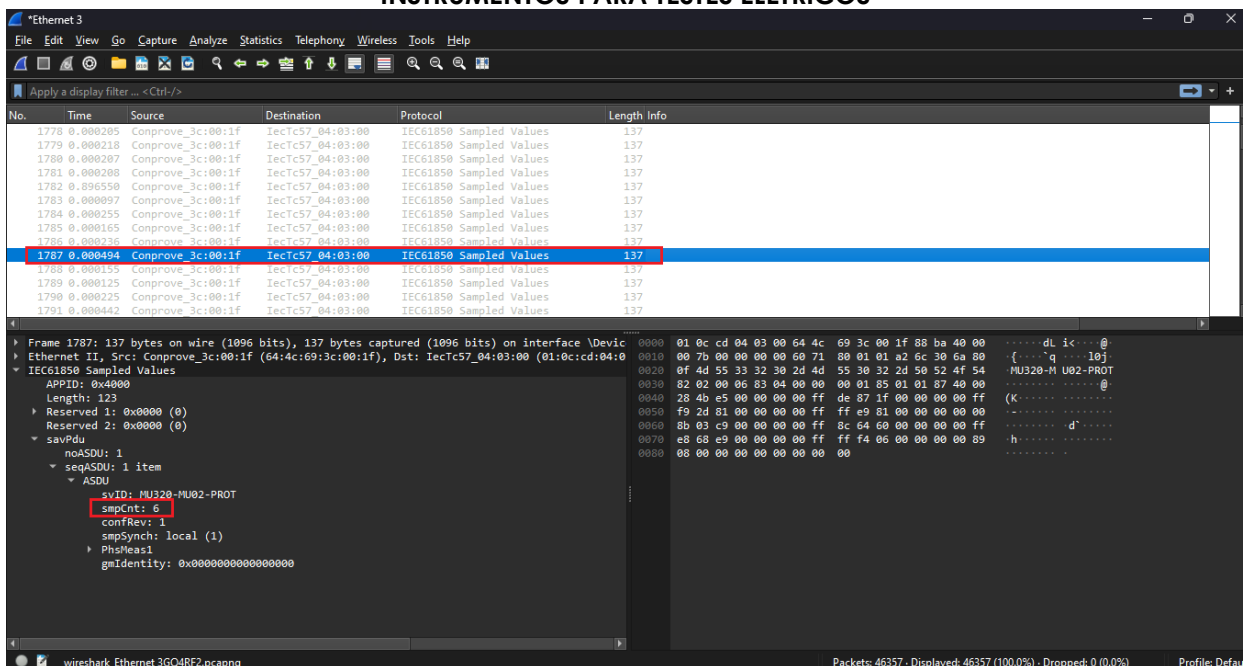 INSTRUMENTOS PARA TESTES ELÉTRICOS
*Ethernet 3
File Edit View Go Capture Analyze Statistics Telephony Wireless Tools Help
Apply a display filter ... <Ctrl-/>
No. Time Source Destination Protocol Length Info
1778 0.000205 Conprove_3c:00:1f IecTc57_04:03:00 IEC61850 Sampled Values 137
1779 0.000218 Conprove_3c:00:1f IecTc57_04:03:00 IEC61850 Sampled Values 137
1780 0.000207 Conprove_3c:00:1f IecTc57_04:03:00 IEC61850 Sampled Values 137
1781 0.000208 Conprove_3c:00:1f IecTc57_04:03:00 IEC61850 Sampled Values 137
1782 0.896550 Conprove_3c:00:1f IecTc57_04:03:00 IEC61850 Sampled Values 137
1783 0.000097 Conprove_3c:00:1f IecTc57_04:03:00 IEC61850 Sampled Values 137
1784 0.000255 Conprove_3c:00:1f IecTc57_04:03:00 IEC61850 Sampled Values 137
1785 0.000165 Conprove_3c:00:1f IecTc57_04:03:00 IEC61850 Sampled Values 137
1786 0.000236 Conprove_3c:00:1f IecTc57_04:03:00 IEC61850 Sampled Values 137
1787 0.000494 Conprove_3c:00:1f IecTc57_04:03:00 IEC61850 Sampled Values 137
1788 0.000155 Conprove_3c:00:1f IecTc57_04:03:00 IEC61850 Sampled Values 137
1789 0.000125 Conprove_3c:00:1f IecTc57_04:03:00 IEC61850 Sampled Values 137
1790 0.000225 Conprove_3c:00:1f IecTc57_04:03:00 IEC61850 Sampled Values 137
1791 0.000442 Conprove_3c:00:1f IecTc57_04:03:00 IEC61850 Sampled Values 137
Frame 1787: 137 bytes on wire (1096 bits), 137 bytes captured (1096 bits) on interface \Devic
Ethernet II, Src: Conprove_3c:00:1f (64:4c:69:3c:00:1f), Dst: IecTc57_04:03:00 (01:0c:cd:04:0
IEC61850 Sampled Values
APPID: 0x4000
Length: 123
Reserved 1: 0x0000 (0)
Reserved 2: 0x0000 (0)
savPdu
noASDU: 1
seqASDU: 1 item
ASDU
svID: MU320-MU02-PROT
smpCnt: 6
confRev: 1
smpSynch: local (1)
PhsMeas1
gmIdentity: 0x0000000000000000
0000 01 0c cd 04 03 00 64 4c 69 3c 00 1f 88 ba 40 00 ······dL i<····@·
0010 00 7b 00 00 00 00 60 71 80 01 01 a2 6c 30 6a 80 ·{····`q ····l0j·
0020 0f 4d 55 33 32 30 2d 4d 55 30 32 2d 50 52 4f 54 ·MU320-M U02-PROT
0030 82 02 00 06 83 04 00 00 00 01 85 01 01 87 40 00 ········ ······@·
0040 28 4b e5 00 00 00 00 ff de 87 1f 00 00 00 00 ff (K······ ········
0050 f9 2d 81 00 00 00 00 ff ff e9 81 00 00 00 00 00 ·-······ ········
0060 8b 03 c9 00 00 00 00 ff 8c 64 60 00 00 00 00 ff ········ ·d`·····
0070 e8 68 e9 00 00 00 00 ff ff f4 06 00 00 00 00 89 ·h······ ········
0080 08 00 00 00 00 00 00 00 00 ········ ·
wireshark_Ethernet 3GO4RF2.pcapng Packets: 46357 · Displayed: 46357 (100.0%) · Dropped: 0 (0.0%) Profile: Defau